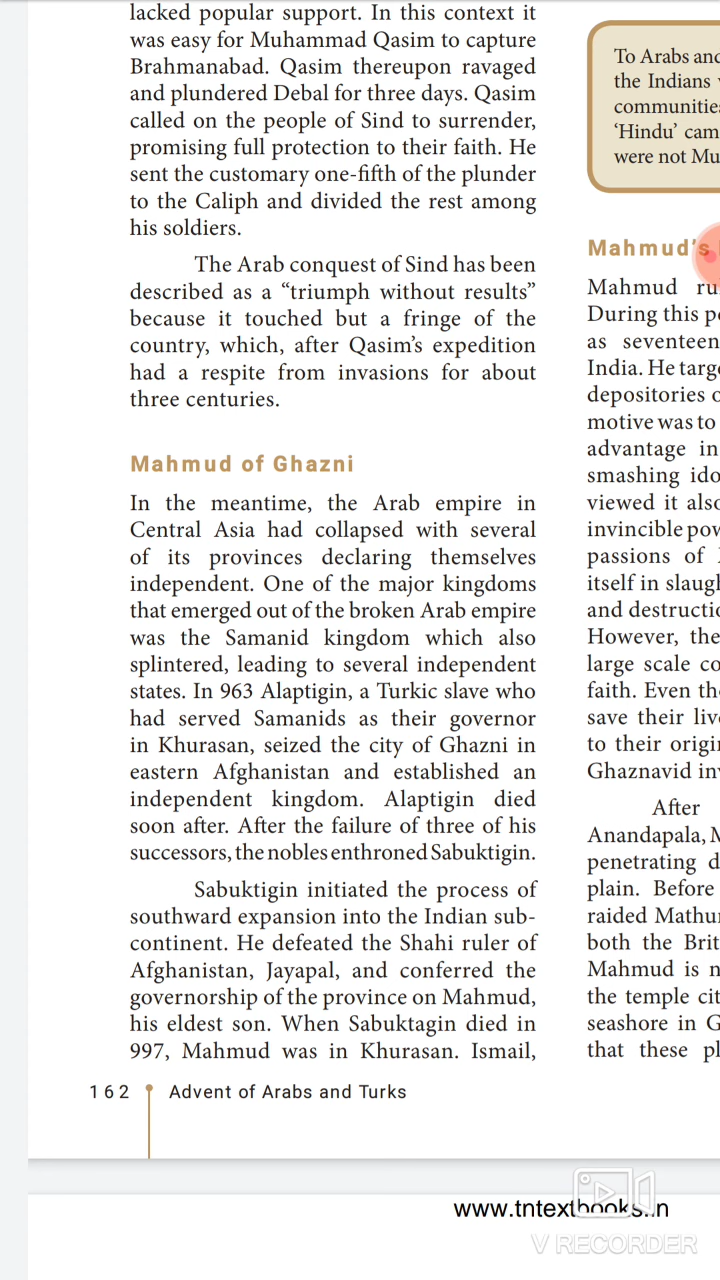 lacked popular support. In this context it
was easy for Muhammad Qasim to capture
Brahmanabad. Qasim thereupon ravaged
and plundered Debal for three days. Qasim
called on the people of Sind to surrender,
promising full protection to their faith. He
sent the customary one-fifth of the plunder
to the Caliph and divided the rest among
his soldiers.
The Arab conquest of Sind has been
described as a “triumph without results”
because it touched but a fringe of the
country, which, after Qasim’s expedition
had a respite from invasions for about
three centuries.
Mahmud of Ghazni
In the meantime, the Arab empire in
Central Asia had collapsed with several
of its provinces declaring themselves
independent. One of the major kingdoms
that emerged out of the broken Arab empire
was the Samanid kingdom which also
splintered, leading to several independent
states. In 963 Alaptigin, a Turkic slave who
had served Samanids as their governor
in Khurasan, seized the city of Ghazni in
eastern Afghanistan and established an
independent kingdom. Alaptigin died
soon after. After the failure of three of his
successors, the nobles enthroned Sabuktigin.
Sabuktigin initiated the process of
southward expansion into the Indian sub-
continent. He defeated the Shahi ruler of
Afghanistan, Jayapal, and conferred the
governorship of the province on Mahmud,
his eldest son. When Sabuktagin died in
997, Mahmud was in Khurasan. Ismail,
To Arabs and
the Indians
communities
‘Hindu’ cam
were not Mu
Mahmud’s
Mahmud ru
During this p
as seventeen
India. He targ
depositories o
motive was to
advantage in
smashing ido
viewed it also
invincible pow
passions of
itself in slaugh
and destructio
However, the
large scale co
faith. Even th
save their live
to their origin
Ghaznavid inv
After
Anandapala, M
penetrating d
plain. Before
raided Mathu
both the Brit
Mahmud is n
the temple cit
seashore in G
that these pl
162 Advent of Arabs and Turks
www.tntextbooks.in
V RECORDER